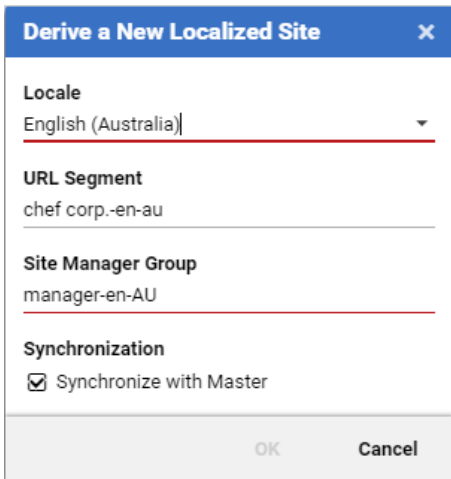 Derive a New Localized Site
Locale
English (Australia)
URL Segment
chef corp.-en-au
Site Manager Group
manager-en-AU
Synchronization
Synchronize with Master
OK Cancel